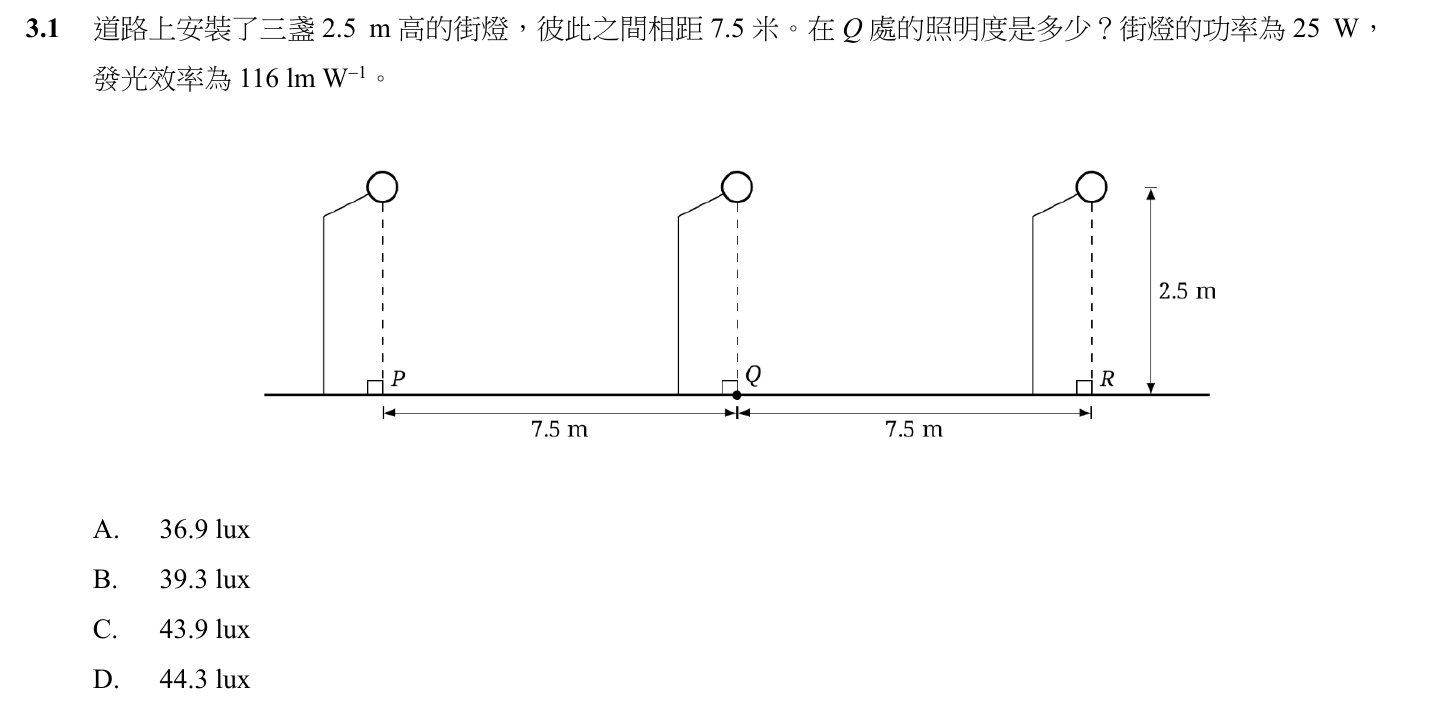 3.1 道路上安裝了三盞 2.5 m 高的街燈，彼此之間相距 7.5 米。在 Q 處的照明度是多少？街燈的功率為 25 W，
發光效率為 116 lm W⁻¹。
2.5 m
P Q R
7.5 m 7.5 m
A. 36.9 lux
B. 39.3 lux
C. 43.9 lux
D. 44.3 lux